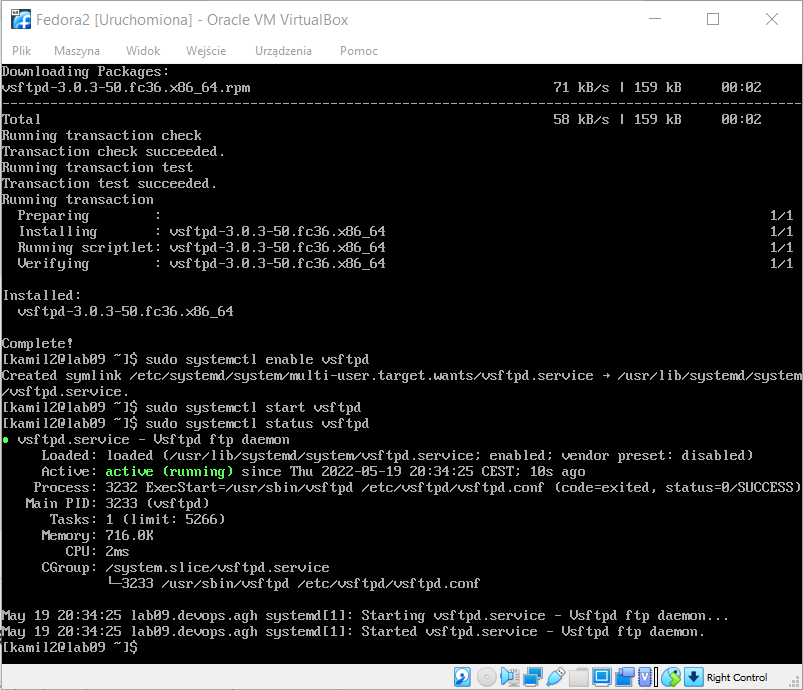 Fedora2 [Uruchomiona] - Oracle VM VirtualBox
Plik Maszyna Widok Wejście Urządzenia Pomoc
Downloading Packages:
vsftpd-3.0.3-50.fc36.x86_64.rpm 71 kB/s | 159 kB 00:02
--------------------------------------------------------------------------------
Total 58 kB/s | 159 kB 00:02
Running transaction check
Transaction check succeeded.
Running transaction test
Transaction test succeeded.
Running transaction
Preparing : 1/1
Installing : vsftpd-3.0.3-50.fc36.x86_64 1/1
Running scriptlet: vsftpd-3.0.3-50.fc36.x86_64 1/1
Verifying : vsftpd-3.0.3-50.fc36.x86_64 1/1
Installed:
vsftpd-3.0.3-50.fc36.x86_64
Complete!
[kamil2@lab09 ~]$ sudo systemctl enable vsftpd
Created symlink /etc/systemd/system/multi-user.target.wants/vsftpd.service → /usr/lib/systemd/system
/vsftpd.service.
[kamil2@lab09 ~]$ sudo systemctl start vsftpd
[kamil2@lab09 ~]$ sudo systemctl status vsftpd
● vsftpd.service - Vsftpd ftp daemon
Loaded: loaded (/usr/lib/systemd/system/vsftpd.service; enabled; vendor preset: disabled)
Active: active (running) since Thu 2022-05-19 20:34:25 CEST; 10s ago
Process: 3232 ExecStart=/usr/sbin/vsftpd /etc/vsftpd/vsftpd.conf (code=exited, status=0/SUCCESS)
Main PID: 3233 (vsftpd)
Tasks: 1 (limit: 5266)
Memory: 716.0K
CPU: 2ms
CGroup: /system.slice/vsftpd.service
└─3233 /usr/sbin/vsftpd /etc/vsftpd/vsftpd.conf
May 19 20:34:25 lab09.devops.agh systemd[1]: Starting vsftpd.service - Vsftpd ftp daemon...
May 19 20:34:25 lab09.devops.agh systemd[1]: Started vsftpd.service - Vsftpd ftp daemon.
[kamil2@lab09 ~]$
Right Control